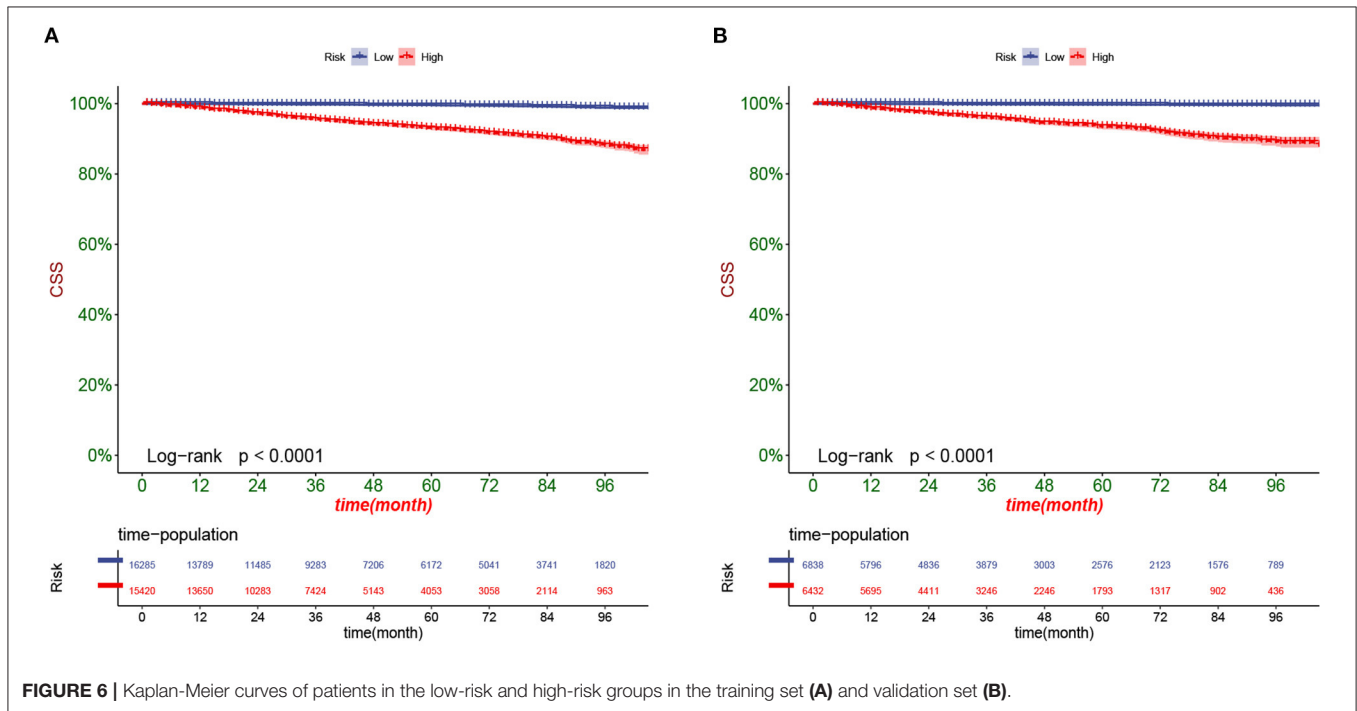 A
Risk Low High
100%
80%
60%
40%
20%
0%
CSS
Log-rank p < 0.0001
0 12 24 36 48 60 72 84 96
time(month)
time-population
Risk
16285 13789 11485 9283 7206 6172 5041 3741 1820
15420 13650 10283 7424 5143 4053 3058 2114 963
0 12 24 36 48 60 72 84 96
time(month)
B
Risk Low High
100%
80%
60%
40%
20%
0%
CSS
Log-rank p < 0.0001
0 12 24 36 48 60 72 84 96
time(month)
time-population
Risk
6838 5796 4836 3879 3003 2576 2123 1576 789
6432 5695 4411 3246 2246 1793 1317 902 436
0 12 24 36 48 60 72 84 96
time(month)
FIGURE 6 | Kaplan-Meier curves of patients in the low-risk and high-risk groups in the training set (A) and validation set (B).